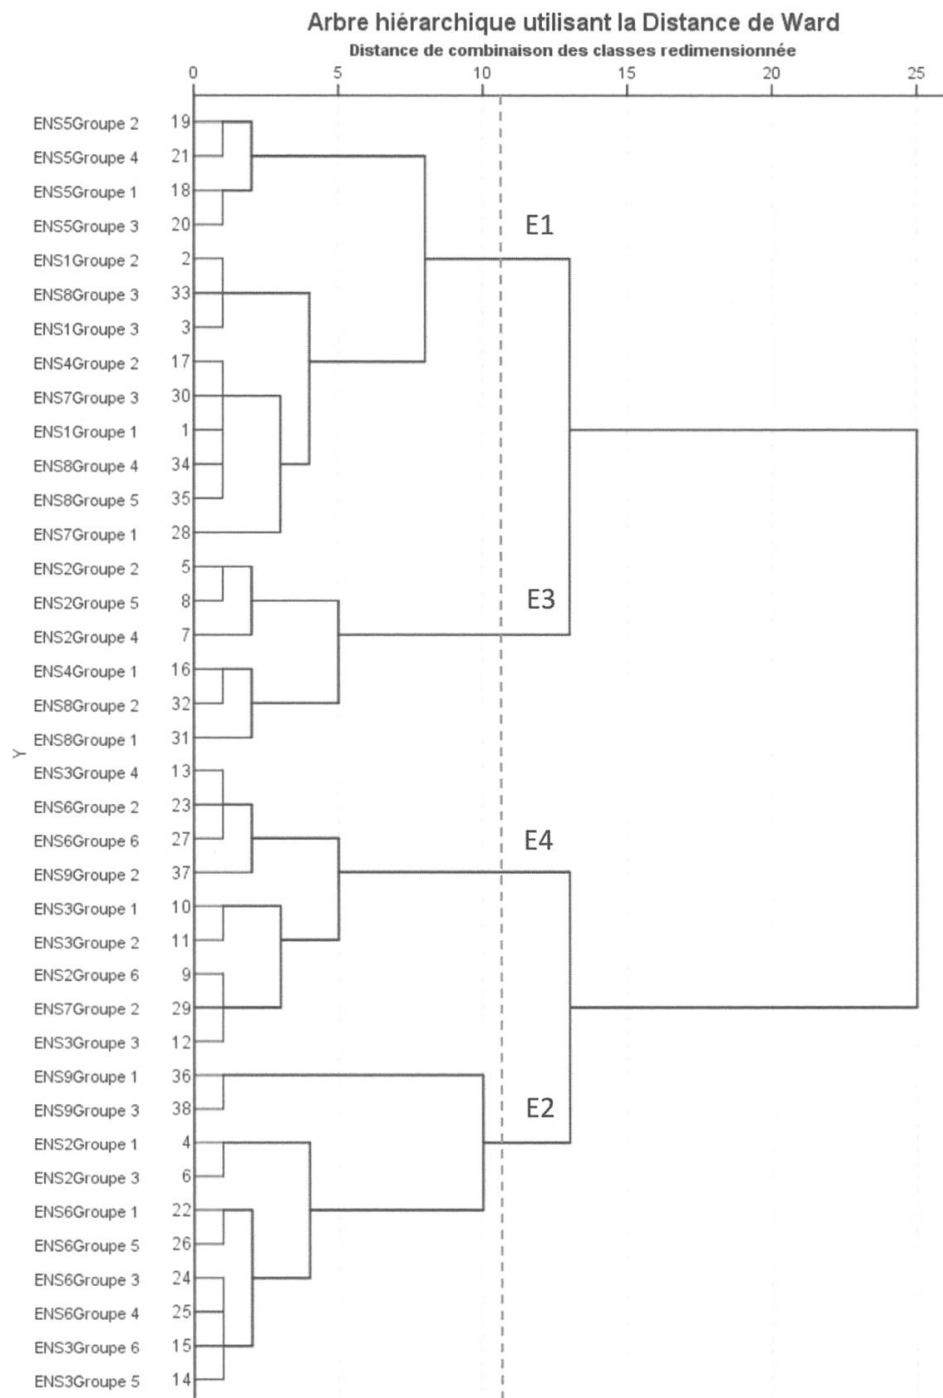 Arbre hiérarchique utilisant la Distance de Ward
Distance de combinaison des classes redimensionnée
0 5 10 15 20 25
ENS5Groupe 2 19
ENS5Groupe 4 21
ENS5Groupe 1 18
ENS5Groupe 3 20
E1
ENS1Groupe 2 2
ENS8Groupe 3 33
ENS1Groupe 3 3
ENS4Groupe 2 17
ENS7Groupe 3 30
ENS1Groupe 1 1
ENS8Groupe 4 34
ENS8Groupe 5 35
ENS7Groupe 1 28
ENS2Groupe 2 5
ENS2Groupe 5 8
E3
ENS2Groupe 4 7
ENS4Groupe 1 16
ENS8Groupe 2 32
ENS8Groupe 1 31
Y
ENS3Groupe 4 13
ENS6Groupe 2 23
ENS6Groupe 6 27
E4
ENS9Groupe 2 37
ENS3Groupe 1 10
ENS3Groupe 2 11
ENS2Groupe 6 9
ENS7Groupe 2 29
ENS3Groupe 3 12
ENS9Groupe 1 36
ENS9Groupe 3 38
E2
ENS2Groupe 1 4
ENS2Groupe 3 6
ENS6Groupe 1 22
ENS6Groupe 5 26
ENS6Groupe 3 24
ENS6Groupe 4 25
ENS3Groupe 6 15
ENS3Groupe 5 14